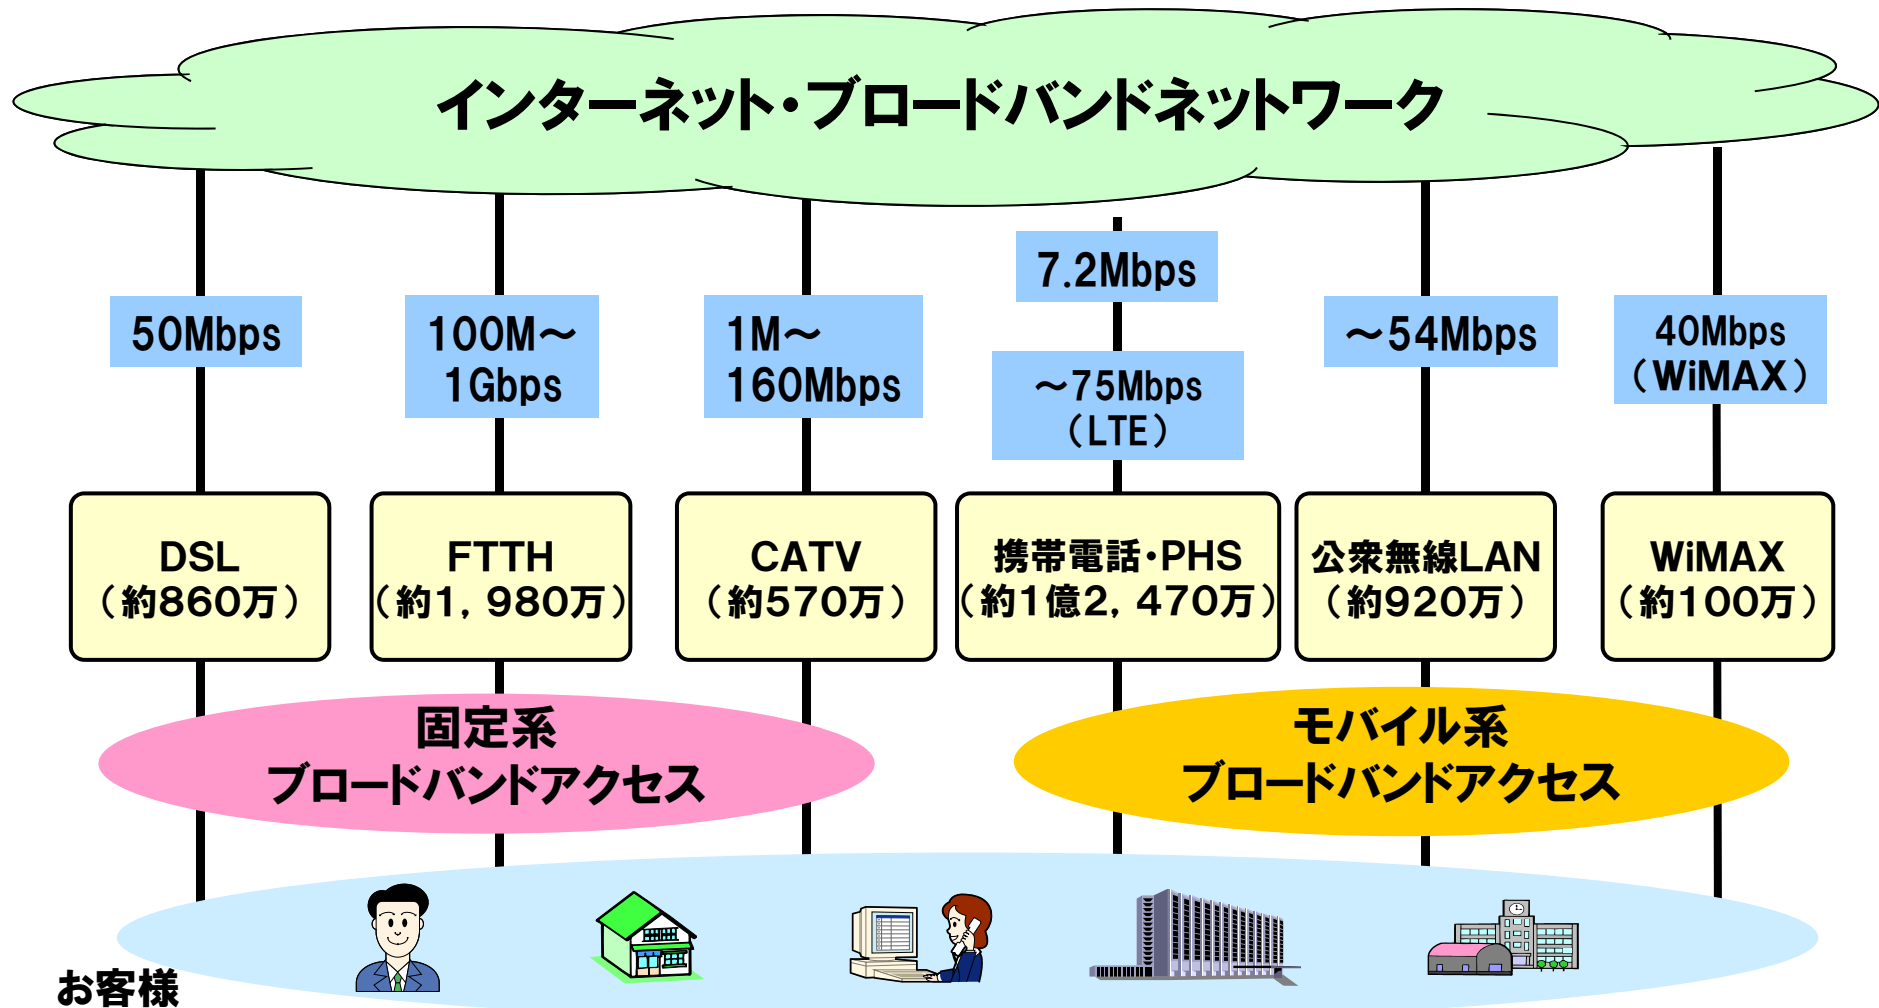 インターネット・ブロードバンドネットワーク
50Mbps
100M～
1Gbps
1M～
160Mbps
7.2Mbps
～75Mbps
（LTE）
～54Mbps
40Mbps
（WiMAX）
DSL
（約860万）
FTTH
（約1，980万）
CATV
（約570万）
携帯電話・PHS
（約1億2，470万）
公衆無線LAN
（約920万）
WiMAX
（約100万）
固定系
ブロードバンドアクセス
モバイル系
ブロードバンドアクセス
お客様